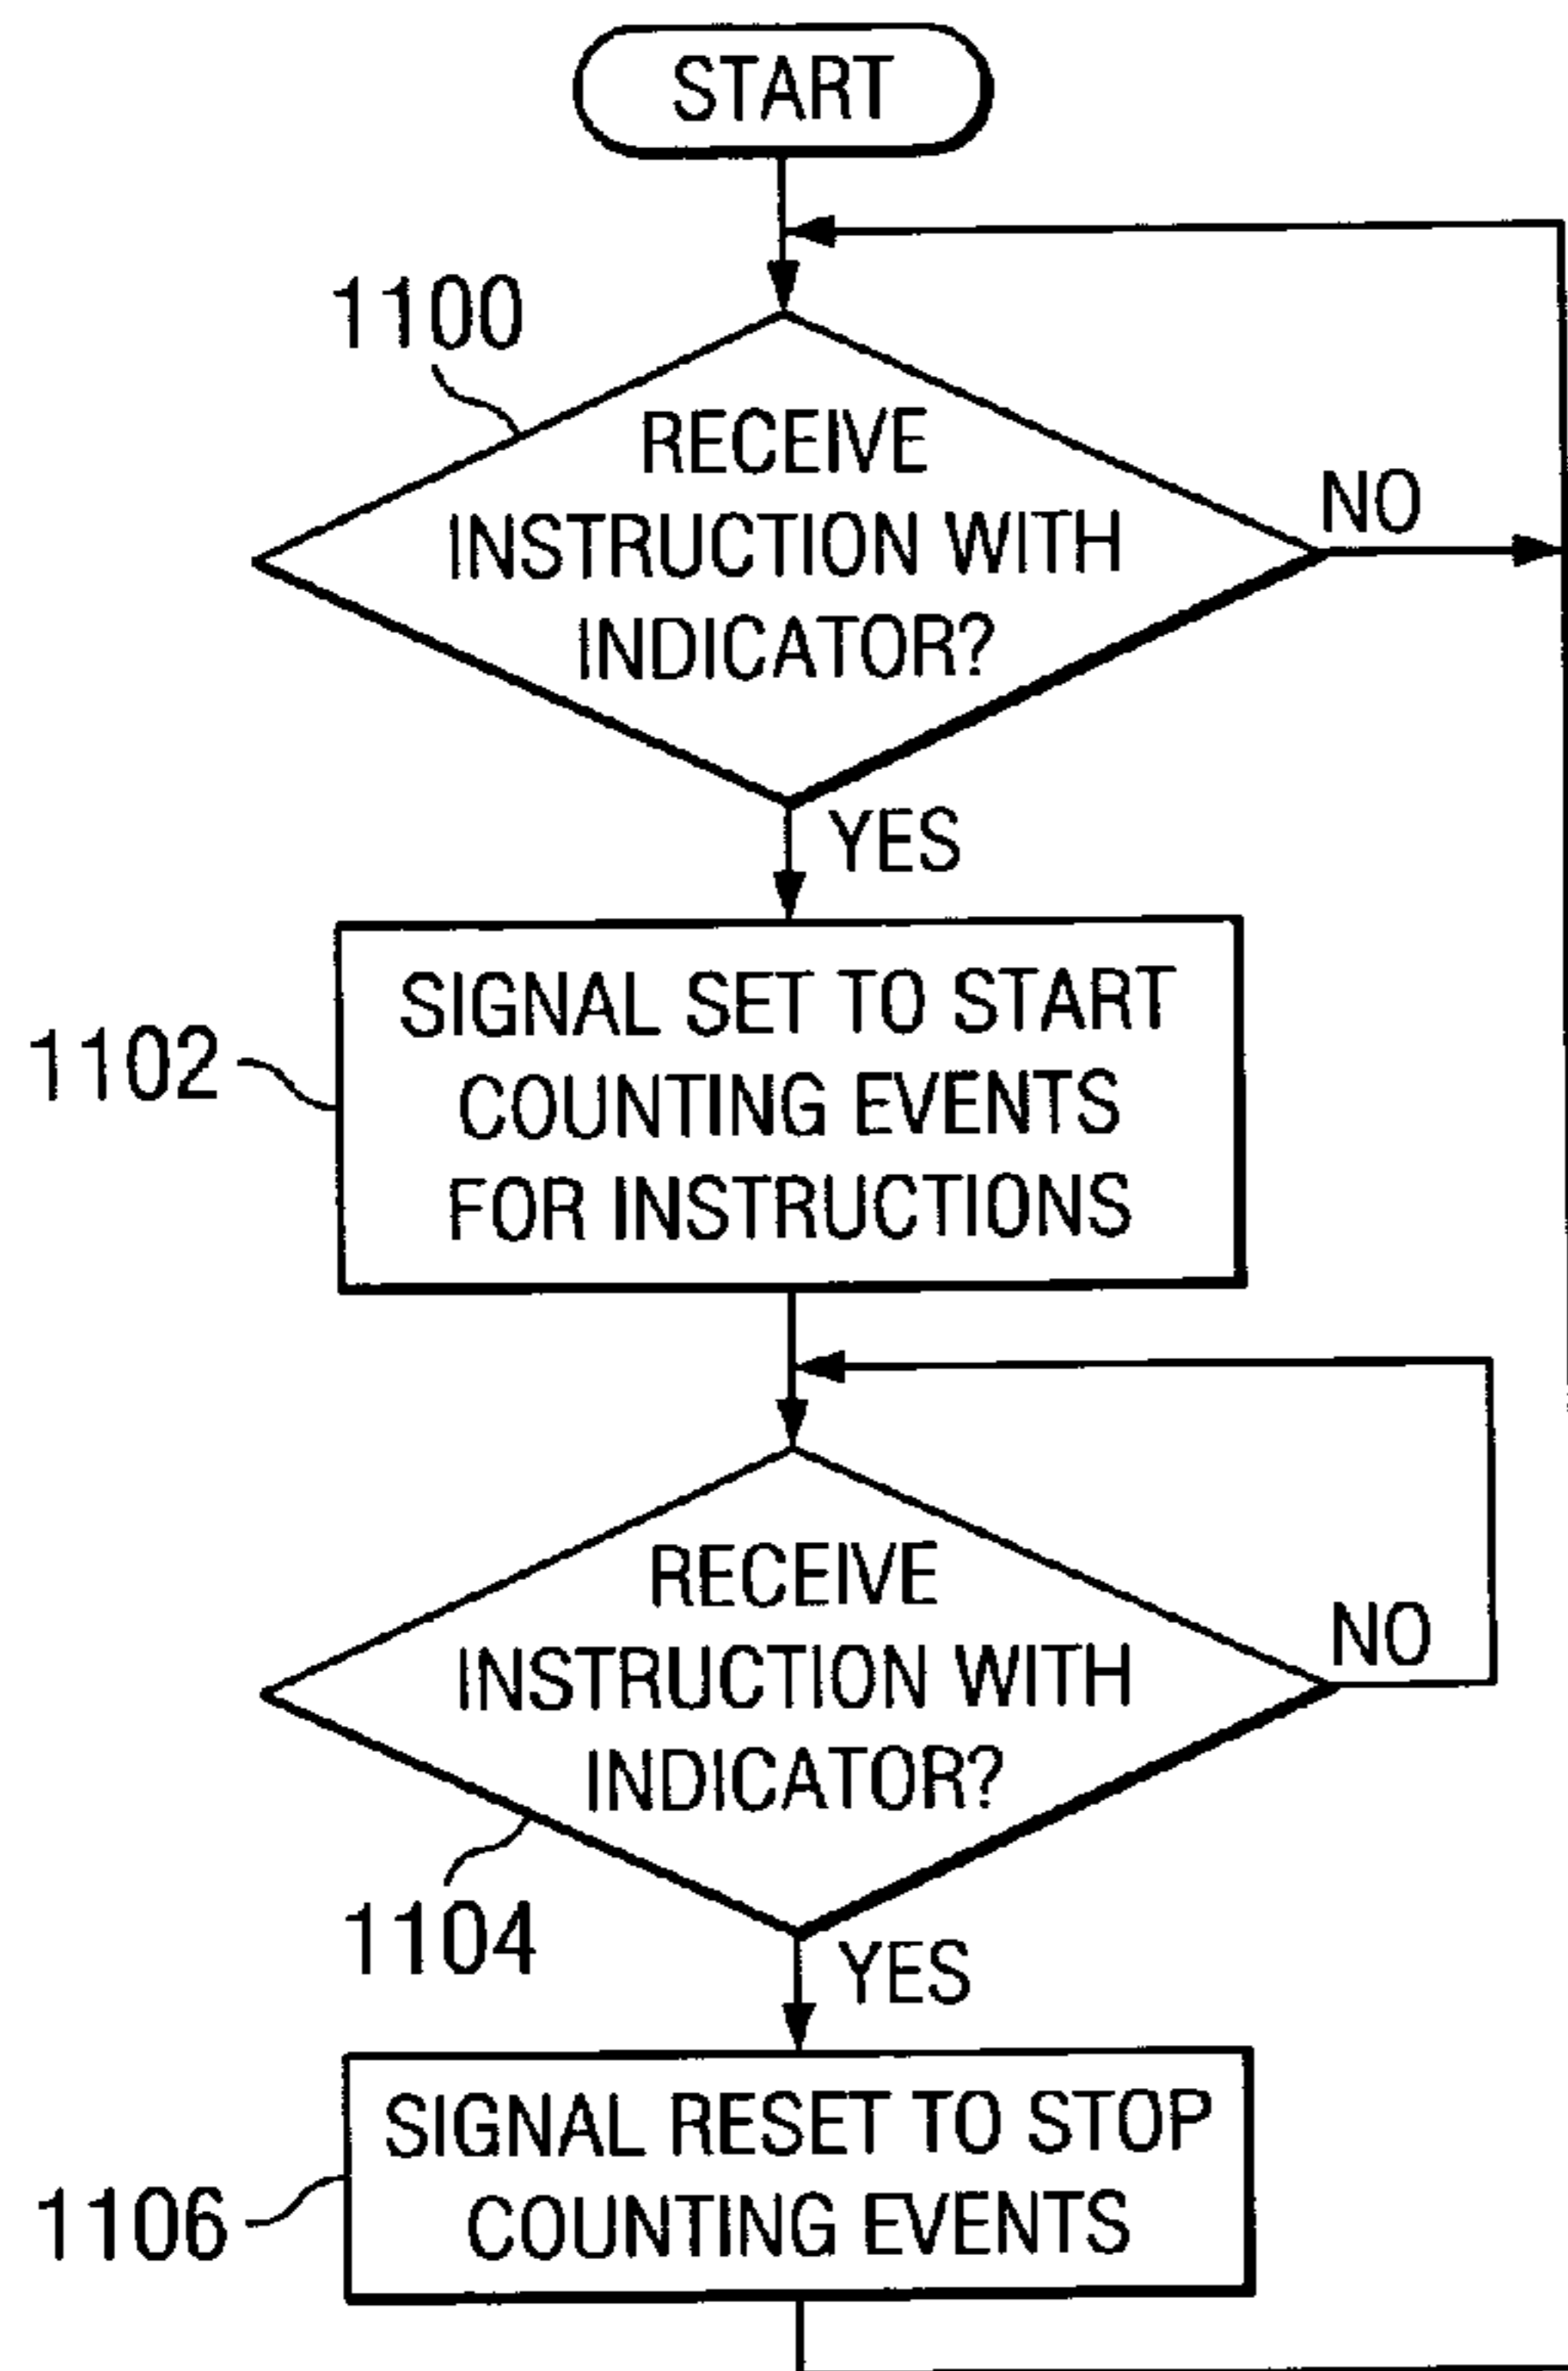 START
1100
RECEIVE
INSTRUCTION WITH
INDICATOR?
NO
YES
1102
SIGNAL SET TO START
COUNTING EVENTS
FOR INSTRUCTIONS
RECEIVE
INSTRUCTION WITH
INDICATOR?
NO
1104
YES
1106
SIGNAL RESET TO STOP
COUNTING EVENTS